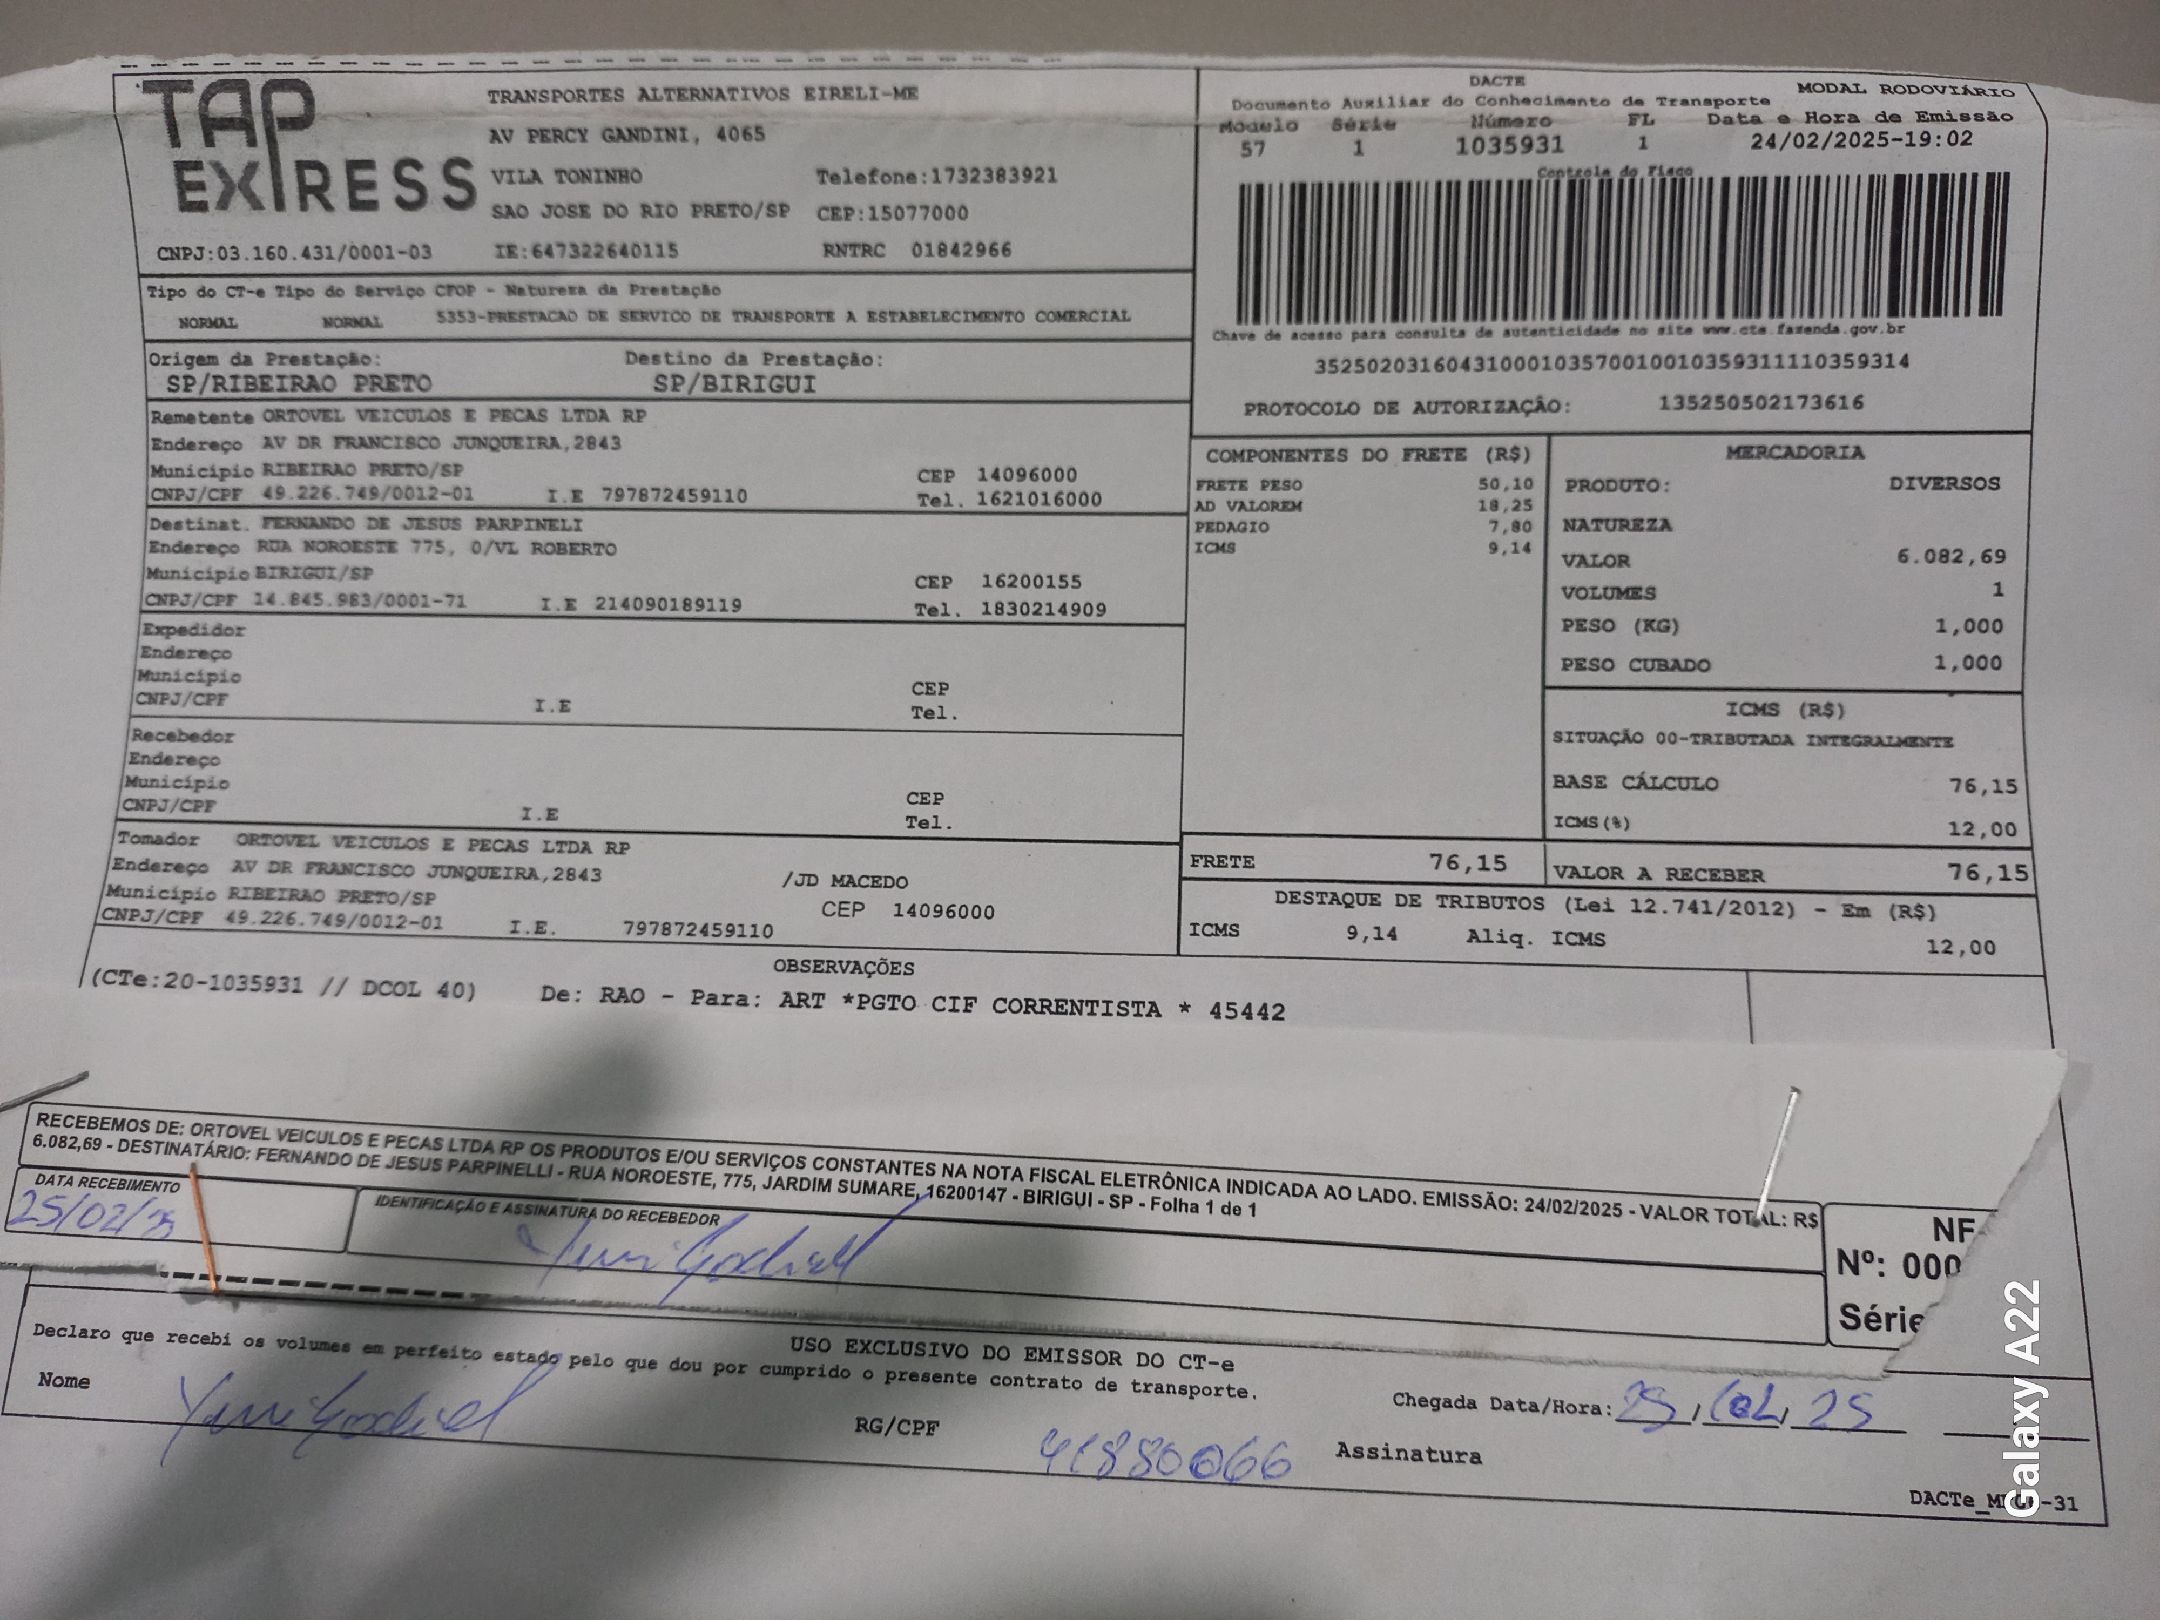 TAP EXPRESS
TRANSPORTES ALTERNATIVOS EIRELI-ME
AV PERCY GANDINI, 4065
VILA TONINHO Telefone:1732383921
SAO JOSE DO RIO PRETO/SP CEP:15077000
CNPJ:03.160.431/0001-03 IE:647322640115 RNTRC 01842966
DACTE MODAL RODOVIÁRIO
Documento Auxiliar do Conhecimento de Transporte
Modelo Série Número FL Data e Hora de Emissão
57 1 1035931 1 24/02/2025-19:02
Controle do Fisco
Chave de acesso para consulta de autenticidade no site www.cte.fazenda.gov.br
35250203160431000103570010010359311110359314
PROTOCOLO DE AUTORIZAÇÃO: 135250502173616
Tipo do CT-e Tipo do Serviço CFOP - Natureza da Prestação
NORMAL NORMAL 5353-PRESTACAO DE SERVICO DE TRANSPORTE A ESTABELECIMENTO COMERCIAL
Origem da Prestação: Destino da Prestação:
SP/RIBEIRAO PRETO SP/BIRIGUI
Remetente ORTOVEL VEICULOS E PECAS LTDA RP
Endereço AV DR FRANCISCO JUNQUEIRA,2843
Município RIBEIRAO PRETO/SP CEP 14096000
CNPJ/CPF 49.226.749/0012-01 I.E 797872459110 Tel. 1621016000
Destinat. FERNANDO DE JESUS PARPINELI
Endereço RUA NOROESTE 775, 0/VL ROBERTO
Município BIRIGUI/SP CEP 16200155
CNPJ/CPF 14.845.983/0001-71 I.E 214090189119 Tel. 1830214909
Expedidor
Endereço
Município CEP
CNPJ/CPF I.E Tel.
Recebedor
Endereço
Município CEP
CNPJ/CPF I.E Tel.
Tomador ORTOVEL VEICULOS E PECAS LTDA RP
Endereço AV DR FRANCISCO JUNQUEIRA,2843 /JD MACEDO
Município RIBEIRAO PRETO/SP CEP 14096000
CNPJ/CPF 49.226.749/0012-01 I.E. 797872459110
COMPONENTES DO FRETE (R$)
FRETE PESO 50,10
AD VALOREM 18,25
PEDAGIO 7,80
ICMS 9,14
MERCADORIA
PRODUTO: DIVERSOS
NATUREZA
VALOR 6.082,69
VOLUMES 1
PESO (KG) 1,000
PESO CUBADO 1,000
ICMS (R$)
SITUAÇÃO 00-TRIBUTADA INTEGRALMENTE
BASE CÁLCULO 76,15
ICMS(%) 12,00
FRETE 76,15 VALOR A RECEBER 76,15
DESTAQUE DE TRIBUTOS (Lei 12.741/2012) - Em (R$)
ICMS 9,14 Aliq. ICMS 12,00
OBSERVAÇÕES
(CTe:20-1035931 // DCOL 40) De: RAO - Para: ART *PGTO CIF CORRENTISTA * 45442
RECEBEMOS DE: ORTOVEL VEICULOS E PECAS LTDA RP OS PRODUTOS E/OU SERVIÇOS CONSTANTES NA NOTA FISCAL ELETRÔNICA INDICADA AO LADO. EMISSÃO: 24/02/2025 - VALOR TOTAL: R$
6.082,69 - DESTINATÁRIO: FERNANDO DE JESUS PARPINELLI - RUA NOROESTE, 775, JARDIM SUMARE, 16200147 - BIRIGUI - SP - Folha 1 de 1
DATA RECEBIMENTO IDENTIFICAÇÃO E ASSINATURA DO RECEBEDOR
25/02/25
NF-
Nº: 000
Série
USO EXCLUSIVO DO EMISSOR DO CT-e
Declaro que recebi os volumes em perfeito estado pelo que dou por cumprido o presente contrato de transporte.
Nome RG/CPF 41880066
Chegada Data/Hora: 25/02/25
Assinatura
Galaxy A22